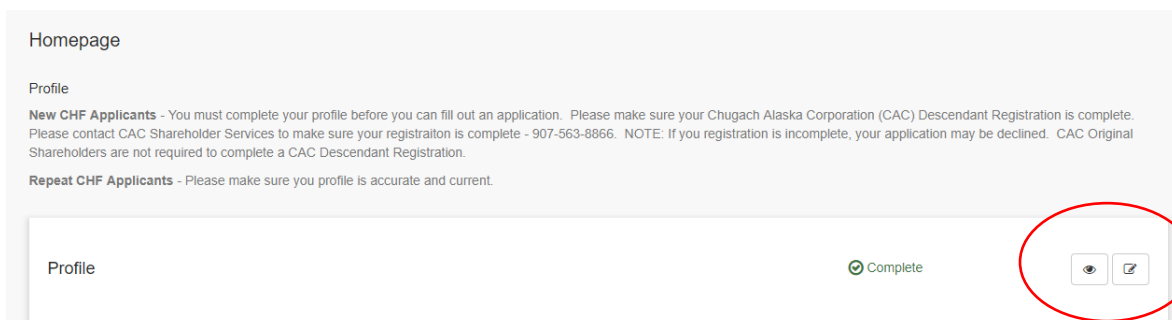 Homepage
Profile
New CHF Applicants - You must complete your profile before you can fill out an application. Please make sure your Chugach Alaska Corporation (CAC) Descendant Registration is complete.
Please contact CAC Shareholder Services to make sure your registraiton is complete - 907-563-8866. NOTE: If you registration is incomplete, your application may be declined. CAC Original
Shareholders are not required to complete a CAC Descendant Registration.
Repeat CHF Applicants - Please make sure you profile is accurate and current.
Profile
Complete